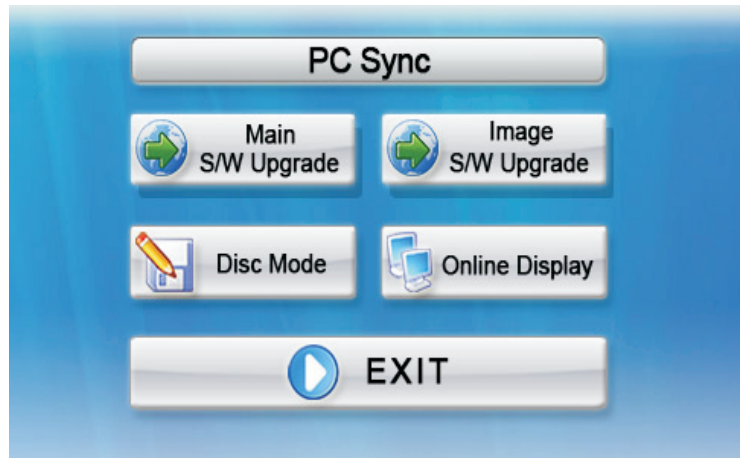 PC Sync
Main
S/W Upgrade
Image
S/W Upgrade
Disc Mode
Online Display
EXIT